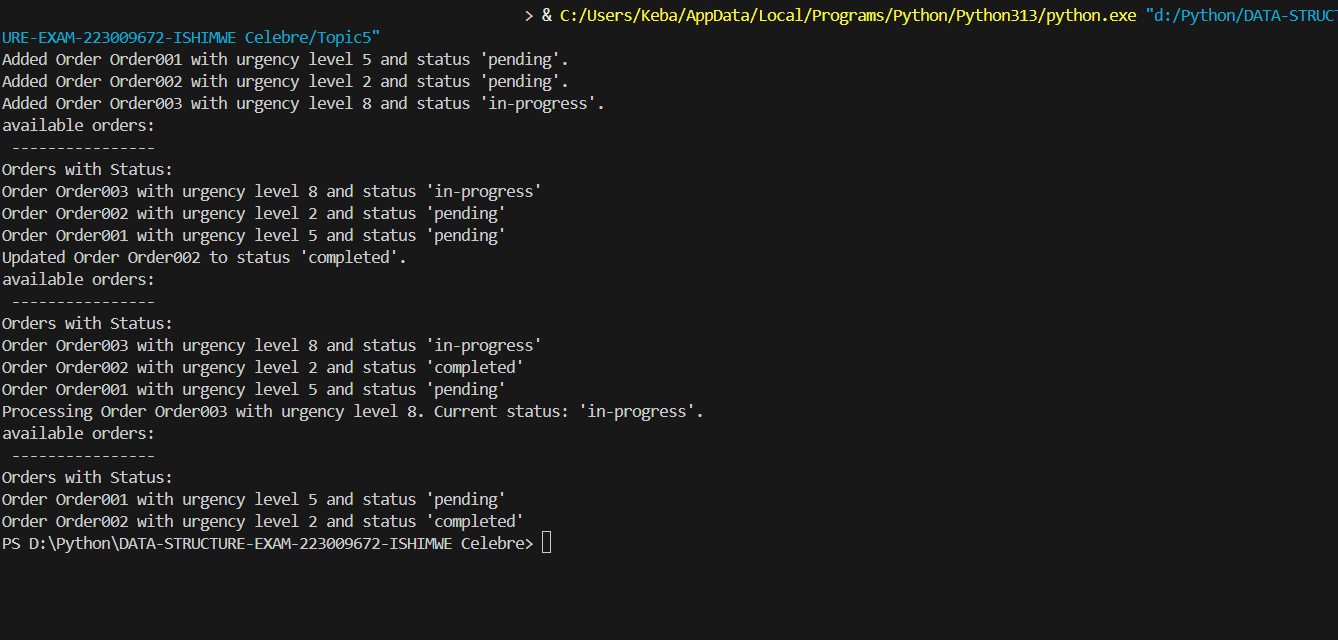 > & C:/Users/Keba/AppData/Local/Programs/Python/Python313/python.exe "d:/Python/DATA-STRUCT
URE-EXAM-223009672-ISHIMWE Celebre/Topic5"
Added Order Order001 with urgency level 5 and status 'pending'.
Added Order Order002 with urgency level 2 and status 'pending'.
Added Order Order003 with urgency level 8 and status 'in-progress'.
available orders:
 ----------------
Orders with Status:
Order Order003 with urgency level 8 and status 'in-progress'
Order Order002 with urgency level 2 and status 'pending'
Order Order001 with urgency level 5 and status 'pending'
Updated Order Order002 to status 'completed'.
available orders:
 ----------------
Orders with Status:
Order Order003 with urgency level 8 and status 'in-progress'
Order Order002 with urgency level 2 and status 'completed'
Order Order001 with urgency level 5 and status 'pending'
Processing Order Order003 with urgency level 8. Current status: 'in-progress'.
available orders:
 ----------------
Orders with Status:
Order Order001 with urgency level 5 and status 'pending'
Order Order002 with urgency level 2 and status 'completed'
PS D:\Python\DATA-STRUCTURE-EXAM-223009672-ISHIMWE Celebre>